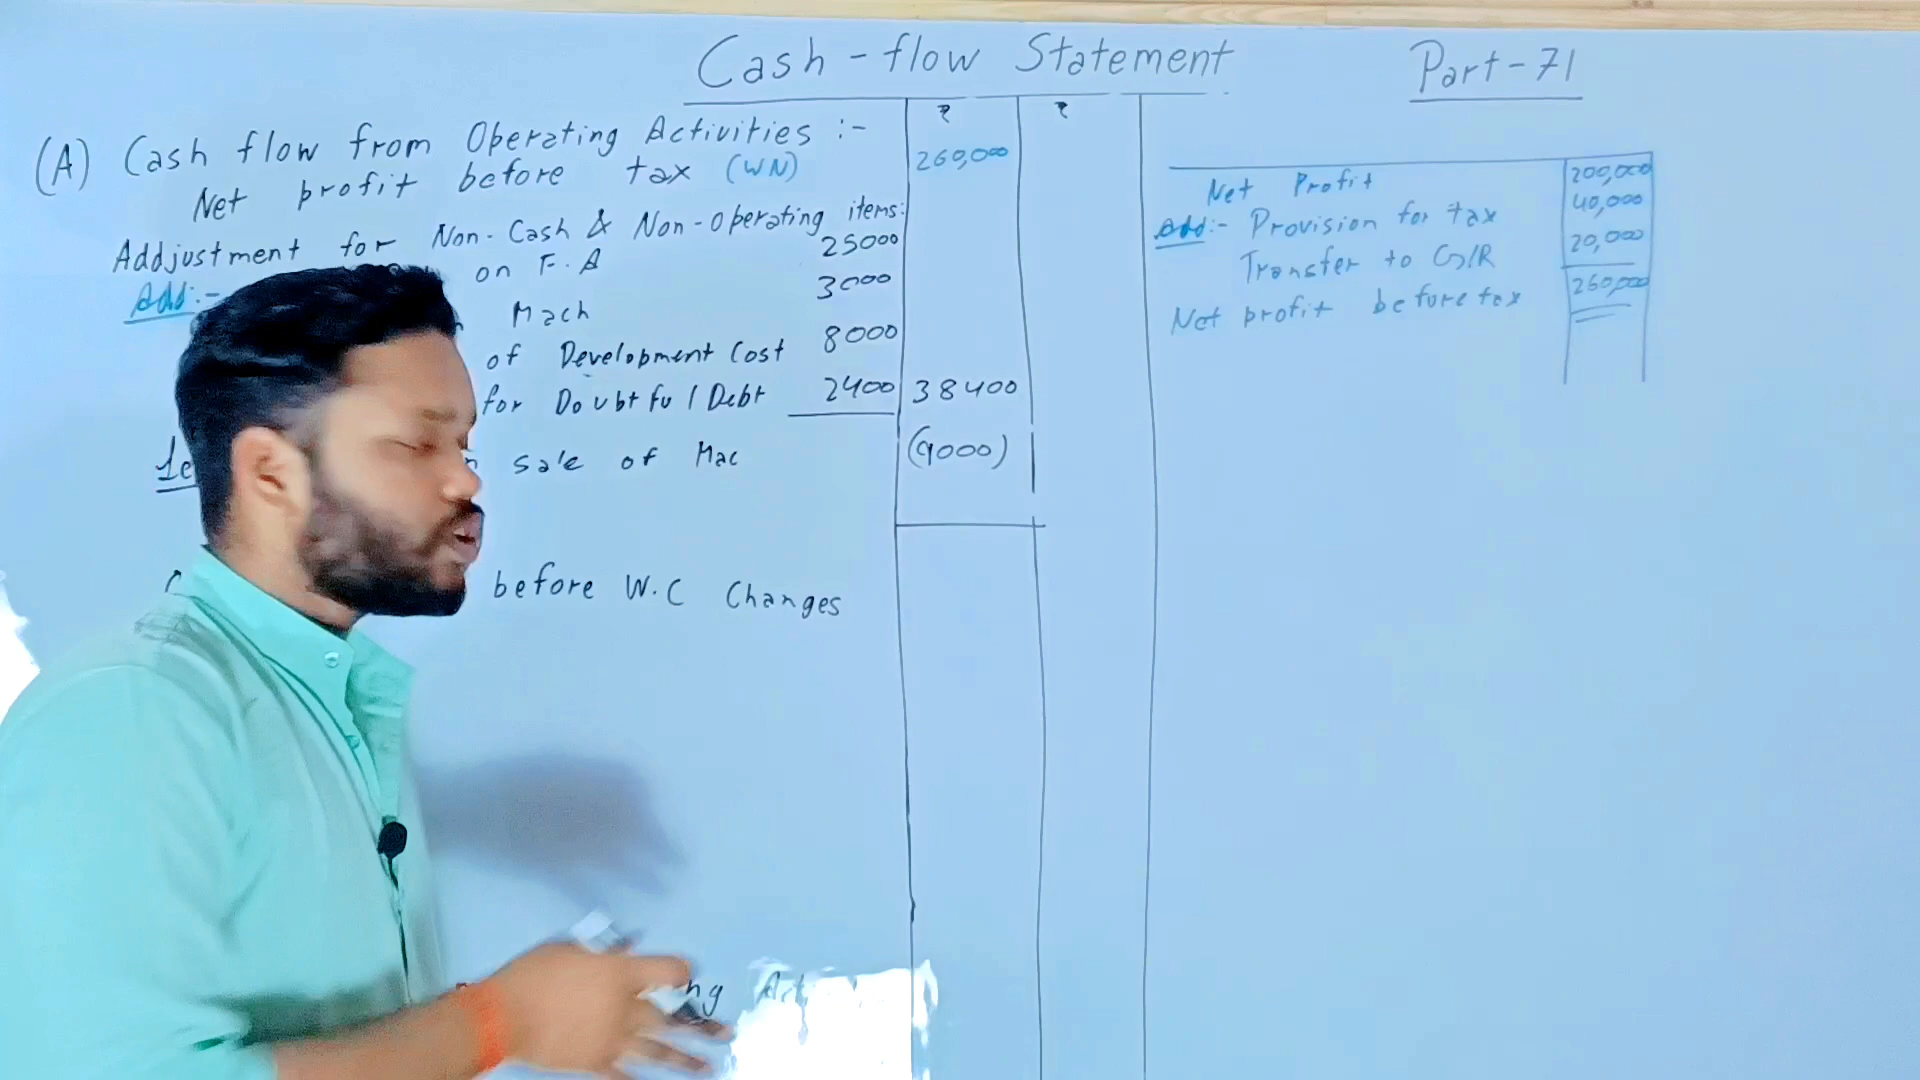 Cash-flow Statement
Part-71
₹ ₹
(A) Cash flow from Operating Activities :-
Net profit before tax (WN) 260,000
Addjustment for Non-Cash & Non-Operating items:
Add:- on F.A 25000
Mach 3000
of Development Cost 8000
for Doubtful Debt 2400 38400
sale of Mac (9000)
before W.C Changes
Net Profit 200,000
Add:- Provision for tax 40,000
Transfer to G/R 20,000
Net profit before tax 260,000